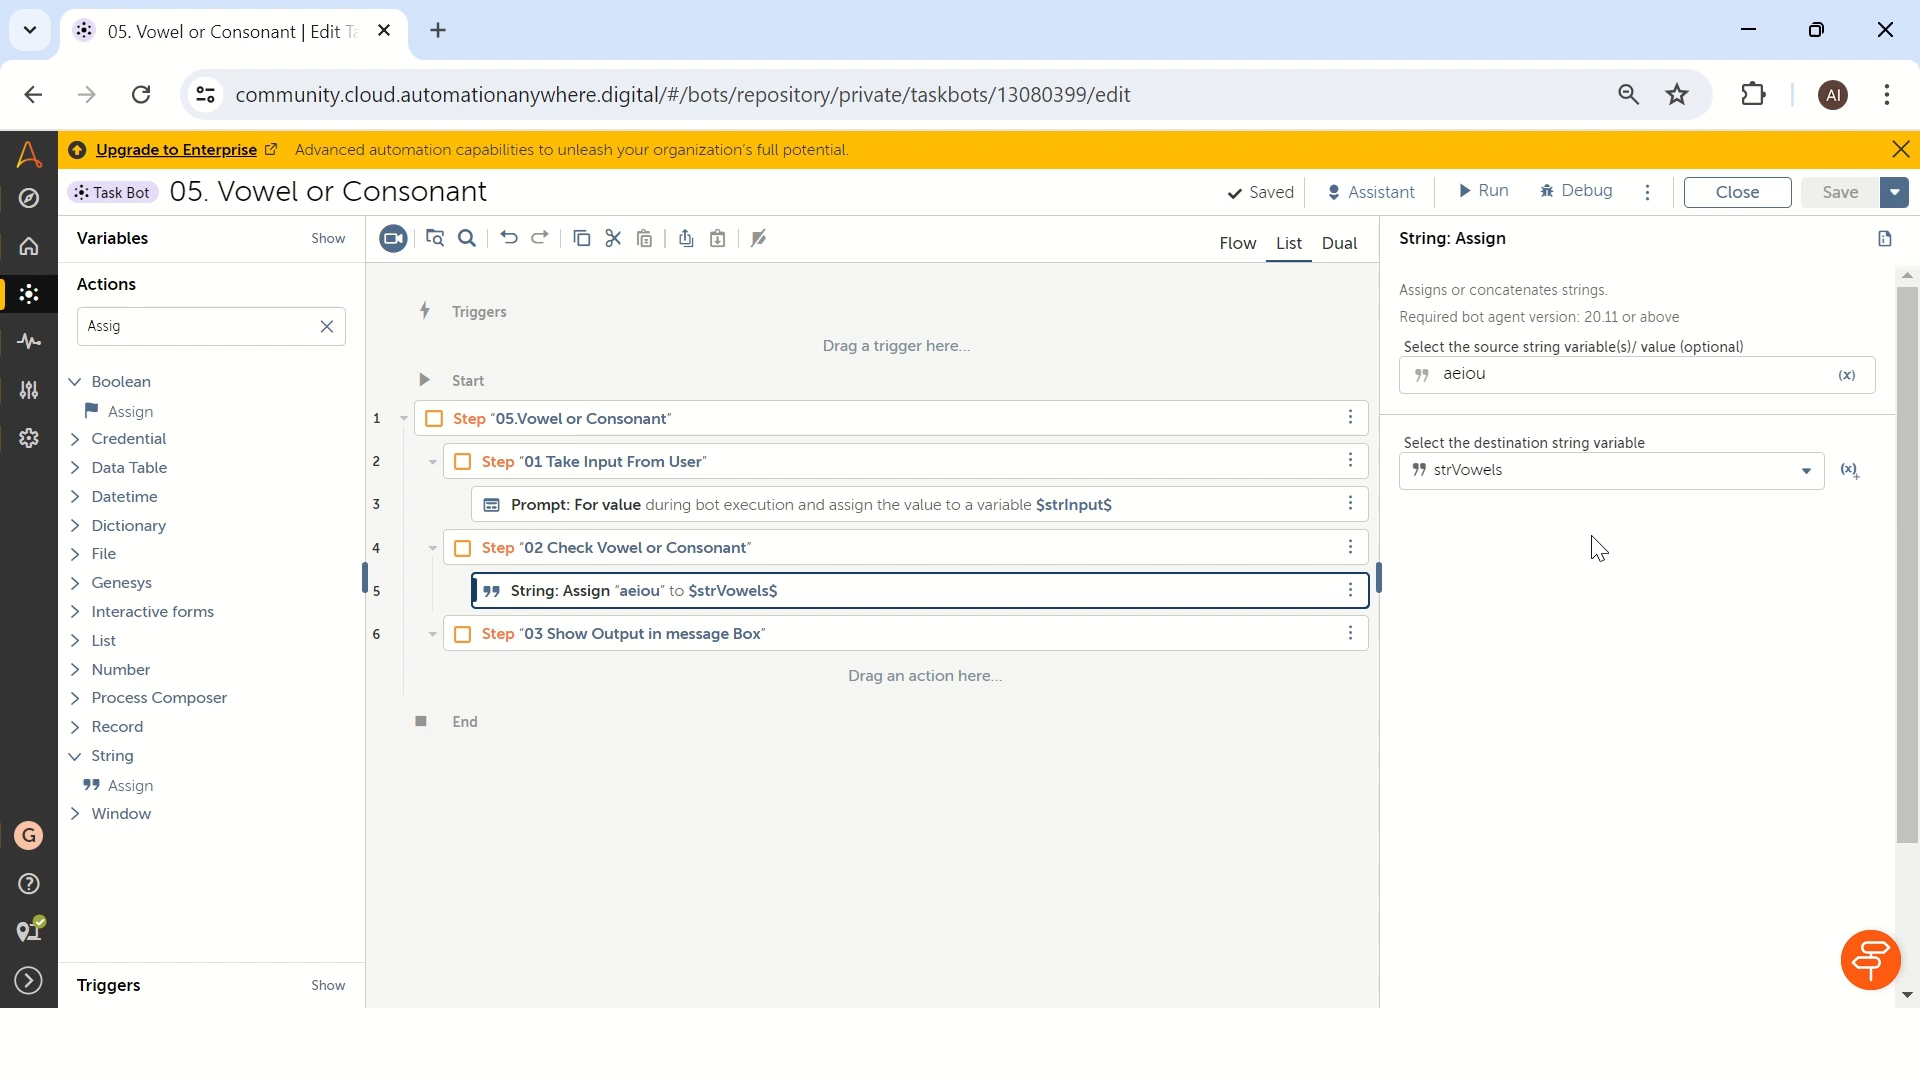 05. Vowel or Consonant | Edit Ta
community.cloud.automationanywhere.digital/#/bots/repository/private/taskbots/13080399/edit
AI
Upgrade to Enterprise Advanced automation capabilities to unleash your organization's full potential.
Task Bot 05. Vowel or Consonant
Saved Assistant Run Debug Close Save
Variables Show
Flow List Dual
String: Assign
Actions
Assig
Boolean
Assign
Credential
Data Table
Datetime
Dictionary
File
Genesys
Interactive forms
List
Number
Process Composer
Record
String
Assign
Window
Triggers Show
G
Triggers
Drag a trigger here...
Start
1 Step "05.Vowel or Consonant"
2 Step "01 Take Input From User"
3 Prompt: For value during bot execution and assign the value to a variable $strInput$
4 Step "02 Check Vowel or Consonant"
5 String: Assign "aeiou" to $strVowels$
6 Step "03 Show Output in message Box"
Drag an action here...
End
Assigns or concatenates strings.
Required bot agent version: 20.11 or above
Select the source string variable(s)/ value (optional)
aeiou (x)
Select the destination string variable
strVowels (x)+